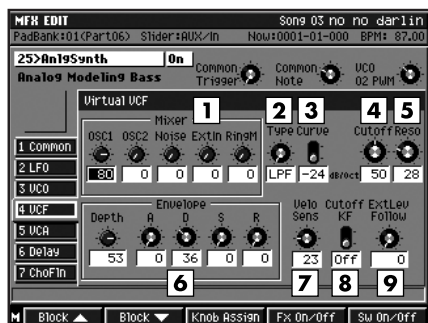 MFX EDIT Song 03 no no darlin
PadBank:01(Part06) Slider:AUX/In Now:0001-01-000 BPM: 87.00
25>AnlgSynth On
Analog Modeling Bass
Common Trigger Common Note VCO 02 PWM
Virtual VCF
1 2 3 4 5
Mixer
OSC1 OSC2 Noise ExtIn RingM Type Curve Cutoff Reso
80 0 0 0 0 LPF -24 dB/Oct 50 28
1 Common
2 LFO
3 VCO
4 VCF
5 VCA
6 Delay
7 ChoFln
Envelope
Depth A D S R
53 0 36 0 0
Velo Sens Cutoff KF ExtLev Follow
23 Off 0
6 7 8 9
M Block ▲ Block ▼ Knob Assign Fx On/Off Sw On/Off